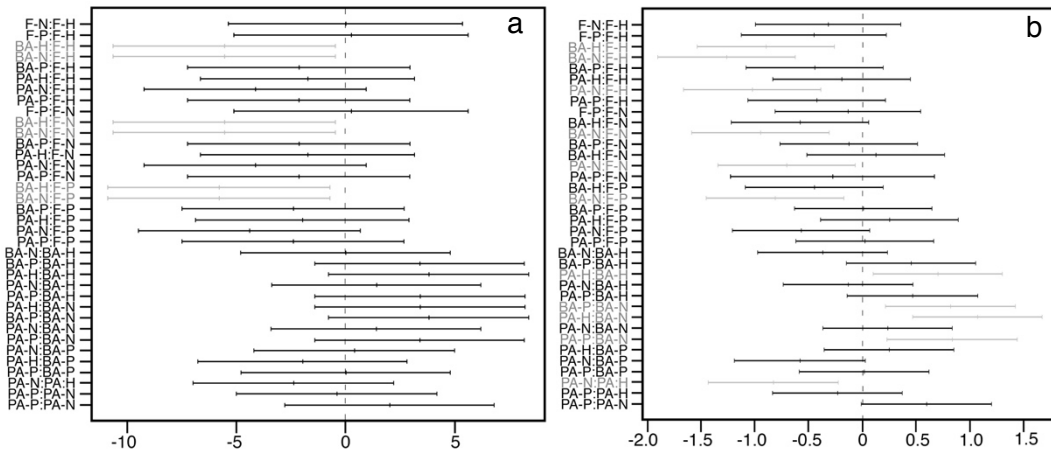 a
F-N:F-H
F-P:F-H
BA-H:F-H
BA-N:F-H
BA-P:F-H
PA-H:F-H
PA-N:F-H
PA-P:F-H
F-P:F-N
BA-H:F-N
BA-N:F-N
BA-P:F-N
PA-H:F-N
PA-N:F-N
PA-P:F-N
BA-H:F-P
BA-N:F-P
BA-P:F-P
PA-H:F-P
PA-N:F-P
PA-P:F-P
BA-N:BA-H
BA-P:BA-H
PA-H:BA-H
PA-N:BA-H
PA-P:BA-H
PA-H:BA-N
BA-P:BA-N
PA-N:BA-N
PA-P:BA-N
PA-N:BA-P
PA-H:BA-P
PA-P:BA-P
PA-N:PA-H
PA-P:PA-H
PA-P:PA-N
-10 -5 0 5
b
F-N:F-H
F-P:F-H
BA-H:F-H
BA-N:F-H
BA-P:F-H
PA-H:F-H
PA-N:F-H
PA-P:F-H
F-P:F-N
BA-H:F-N
BA-N:F-N
BA-P:F-N
BA-H:F-N
PA-N:F-N
PA-P:F-N
BA-H:F-P
BA-N:F-P
BA-P:F-P
PA-H:F-P
PA-N:F-P
PA-P:F-P
BA-N:BA-H
BA-P:BA-H
PA-H:BA-H
PA-N:BA-H
PA-P:BA-H
BA-P:BA-N
PA-H:BA-N
PA-N:BA-N
PA-P:BA-N
PA-H:BA-P
PA-N:BA-P
PA-P:BA-P
PA-N:PA-H
PA-P:PA-H
PA-P:PA-N
-2.0 -1.5 -1.0 -0.5 0 0.5 1.0 1.5